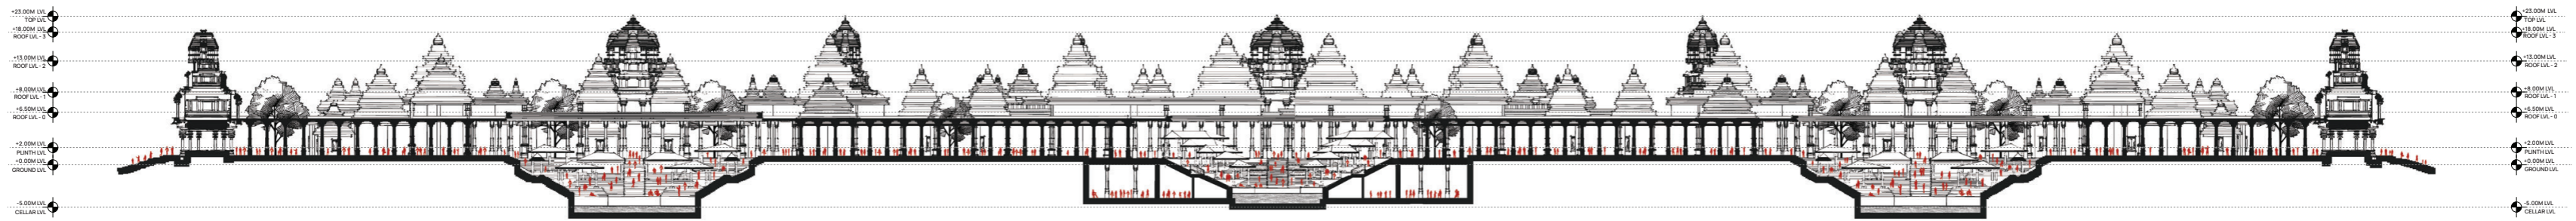 +23.00M LVL
TOP LVL
+18.00M LVL
ROOF LVL - 3
+13.00M LVL
ROOF LVL - 2
+8.00M LVL
ROOF LVL - 1
+6.50M LVL
ROOF LVL - 0
+2.00M LVL
PLINTH LVL
+0.00M LVL
GROUND LVL
-5.00M LVL
CELLAR LVL
+23.00M LVL
TOP LVL
+18.00M LVL
ROOF LVL - 3
+13.00M LVL
ROOF LVL - 2
+8.00M LVL
ROOF LVL - 1
+6.50M LVL
ROOF LVL - 0
+2.00M LVL
PLINTH LVL
+0.00M LVL
GROUND LVL
-5.00M LVL
CELLAR LVL